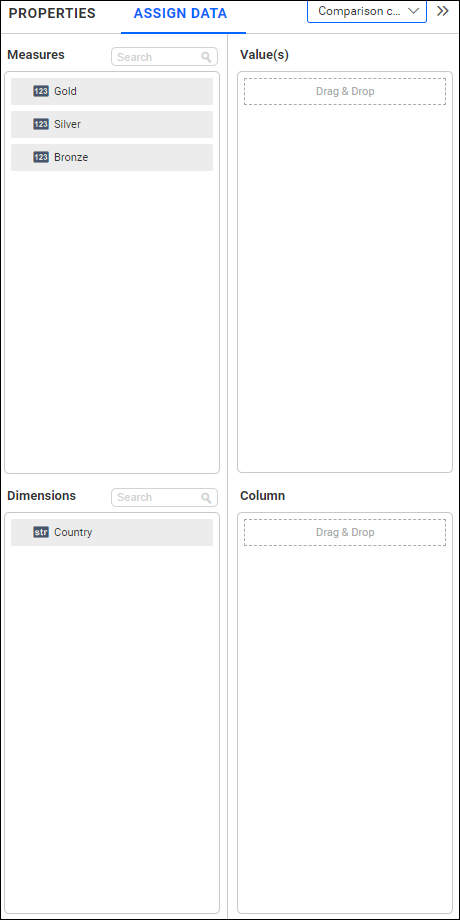 PROPERTIES ASSIGN DATA Comparison c...
Measures Search Value(s)
123 Gold Drag & Drop
123 Silver
123 Bronze
Dimensions Search Column
str Country Drag & Drop